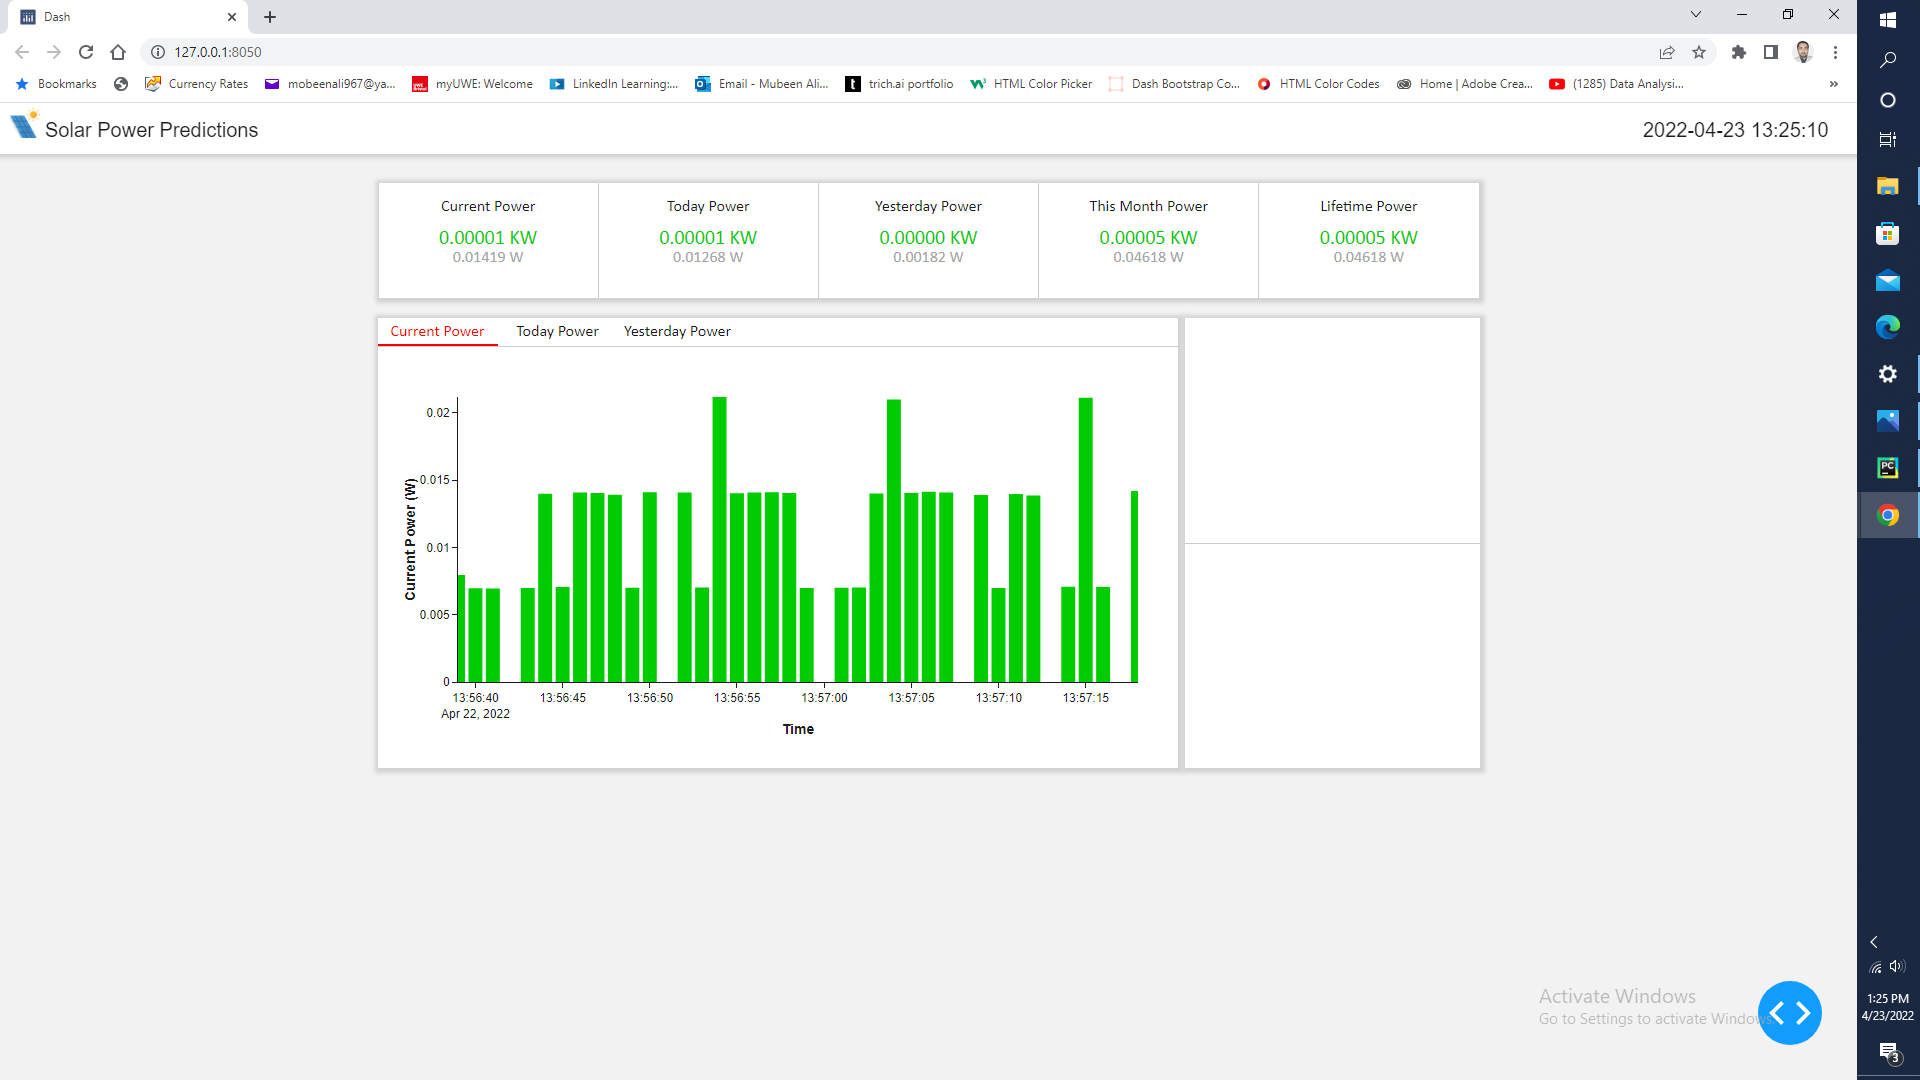 Dash
127.0.0.1:8050
Bookmarks
Currency Rates
mobeenali967@ya...
myUWE: Welcome
LinkedIn Learning:...
Email - Mubeen Ali...
t
trich.ai portfolio
HTML Color Picker
Dash Bootstrap Co...
HTML Color Codes
Home | Adobe Crea...
(1285) Data Analysi...
»
Solar Power Predictions
2022-04-23 13:25:10
Current Power
0.00001 KW
0.01419 W
Today Power
0.00001 KW
0.01268 W
Yesterday Power
0.00000 KW
0.00182 W
This Month Power
0.00005 KW
0.04618 W
Lifetime Power
0.00005 KW
0.04618 W
Current Power
Today Power
Yesterday Power
Current Power (W)
0.02
0.015
0.01
0.005
0
13:56:40
13:56:45
13:56:50
13:56:55
13:57:00
13:57:05
13:57:10
13:57:15
Apr 22, 2022
Time
Activate Windows
Go to Settings to activate Windows.
PC
1:25 PM
4/23/2022
3